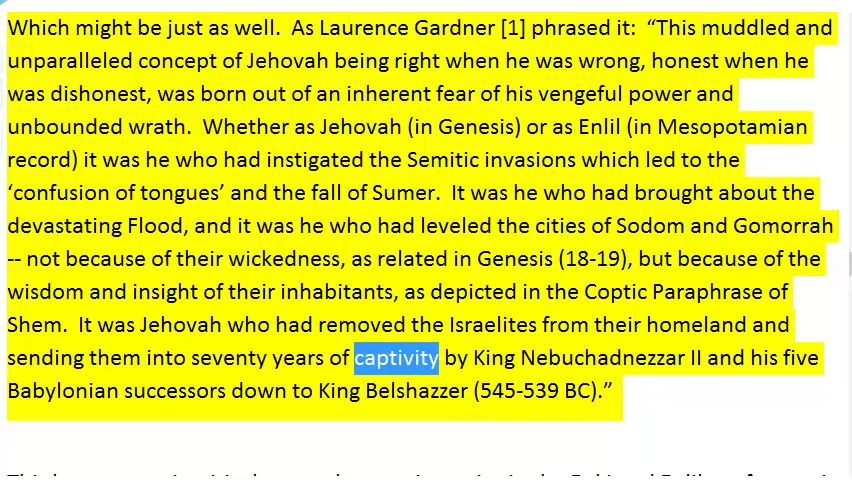 Which might be just as well.  As Laurence Gardner [1] phrased it:  “This muddled and
unparalleled concept of Jehovah being right when he was wrong, honest when he
was dishonest, was born out of an inherent fear of his vengeful power and
unbounded wrath.  Whether as Jehovah (in Genesis) or as Enlil (in Mesopotamian
record) it was he who had instigated the Semitic invasions which led to the
‘confusion of tongues’ and the fall of Sumer.  It was he who had brought about the
devastating Flood, and it was he who had leveled the cities of Sodom and Gomorrah
-- not because of their wickedness, as related in Genesis (18-19), but because of the
wisdom and insight of their inhabitants, as depicted in the Coptic Paraphrase of
Shem.  It was Jehovah who had removed the Israelites from their homeland and
sending them into seventy years of captivity by King Nebuchadnezzar II and his five
Babylonian successors down to King Belshazzer (545-539 BC).”